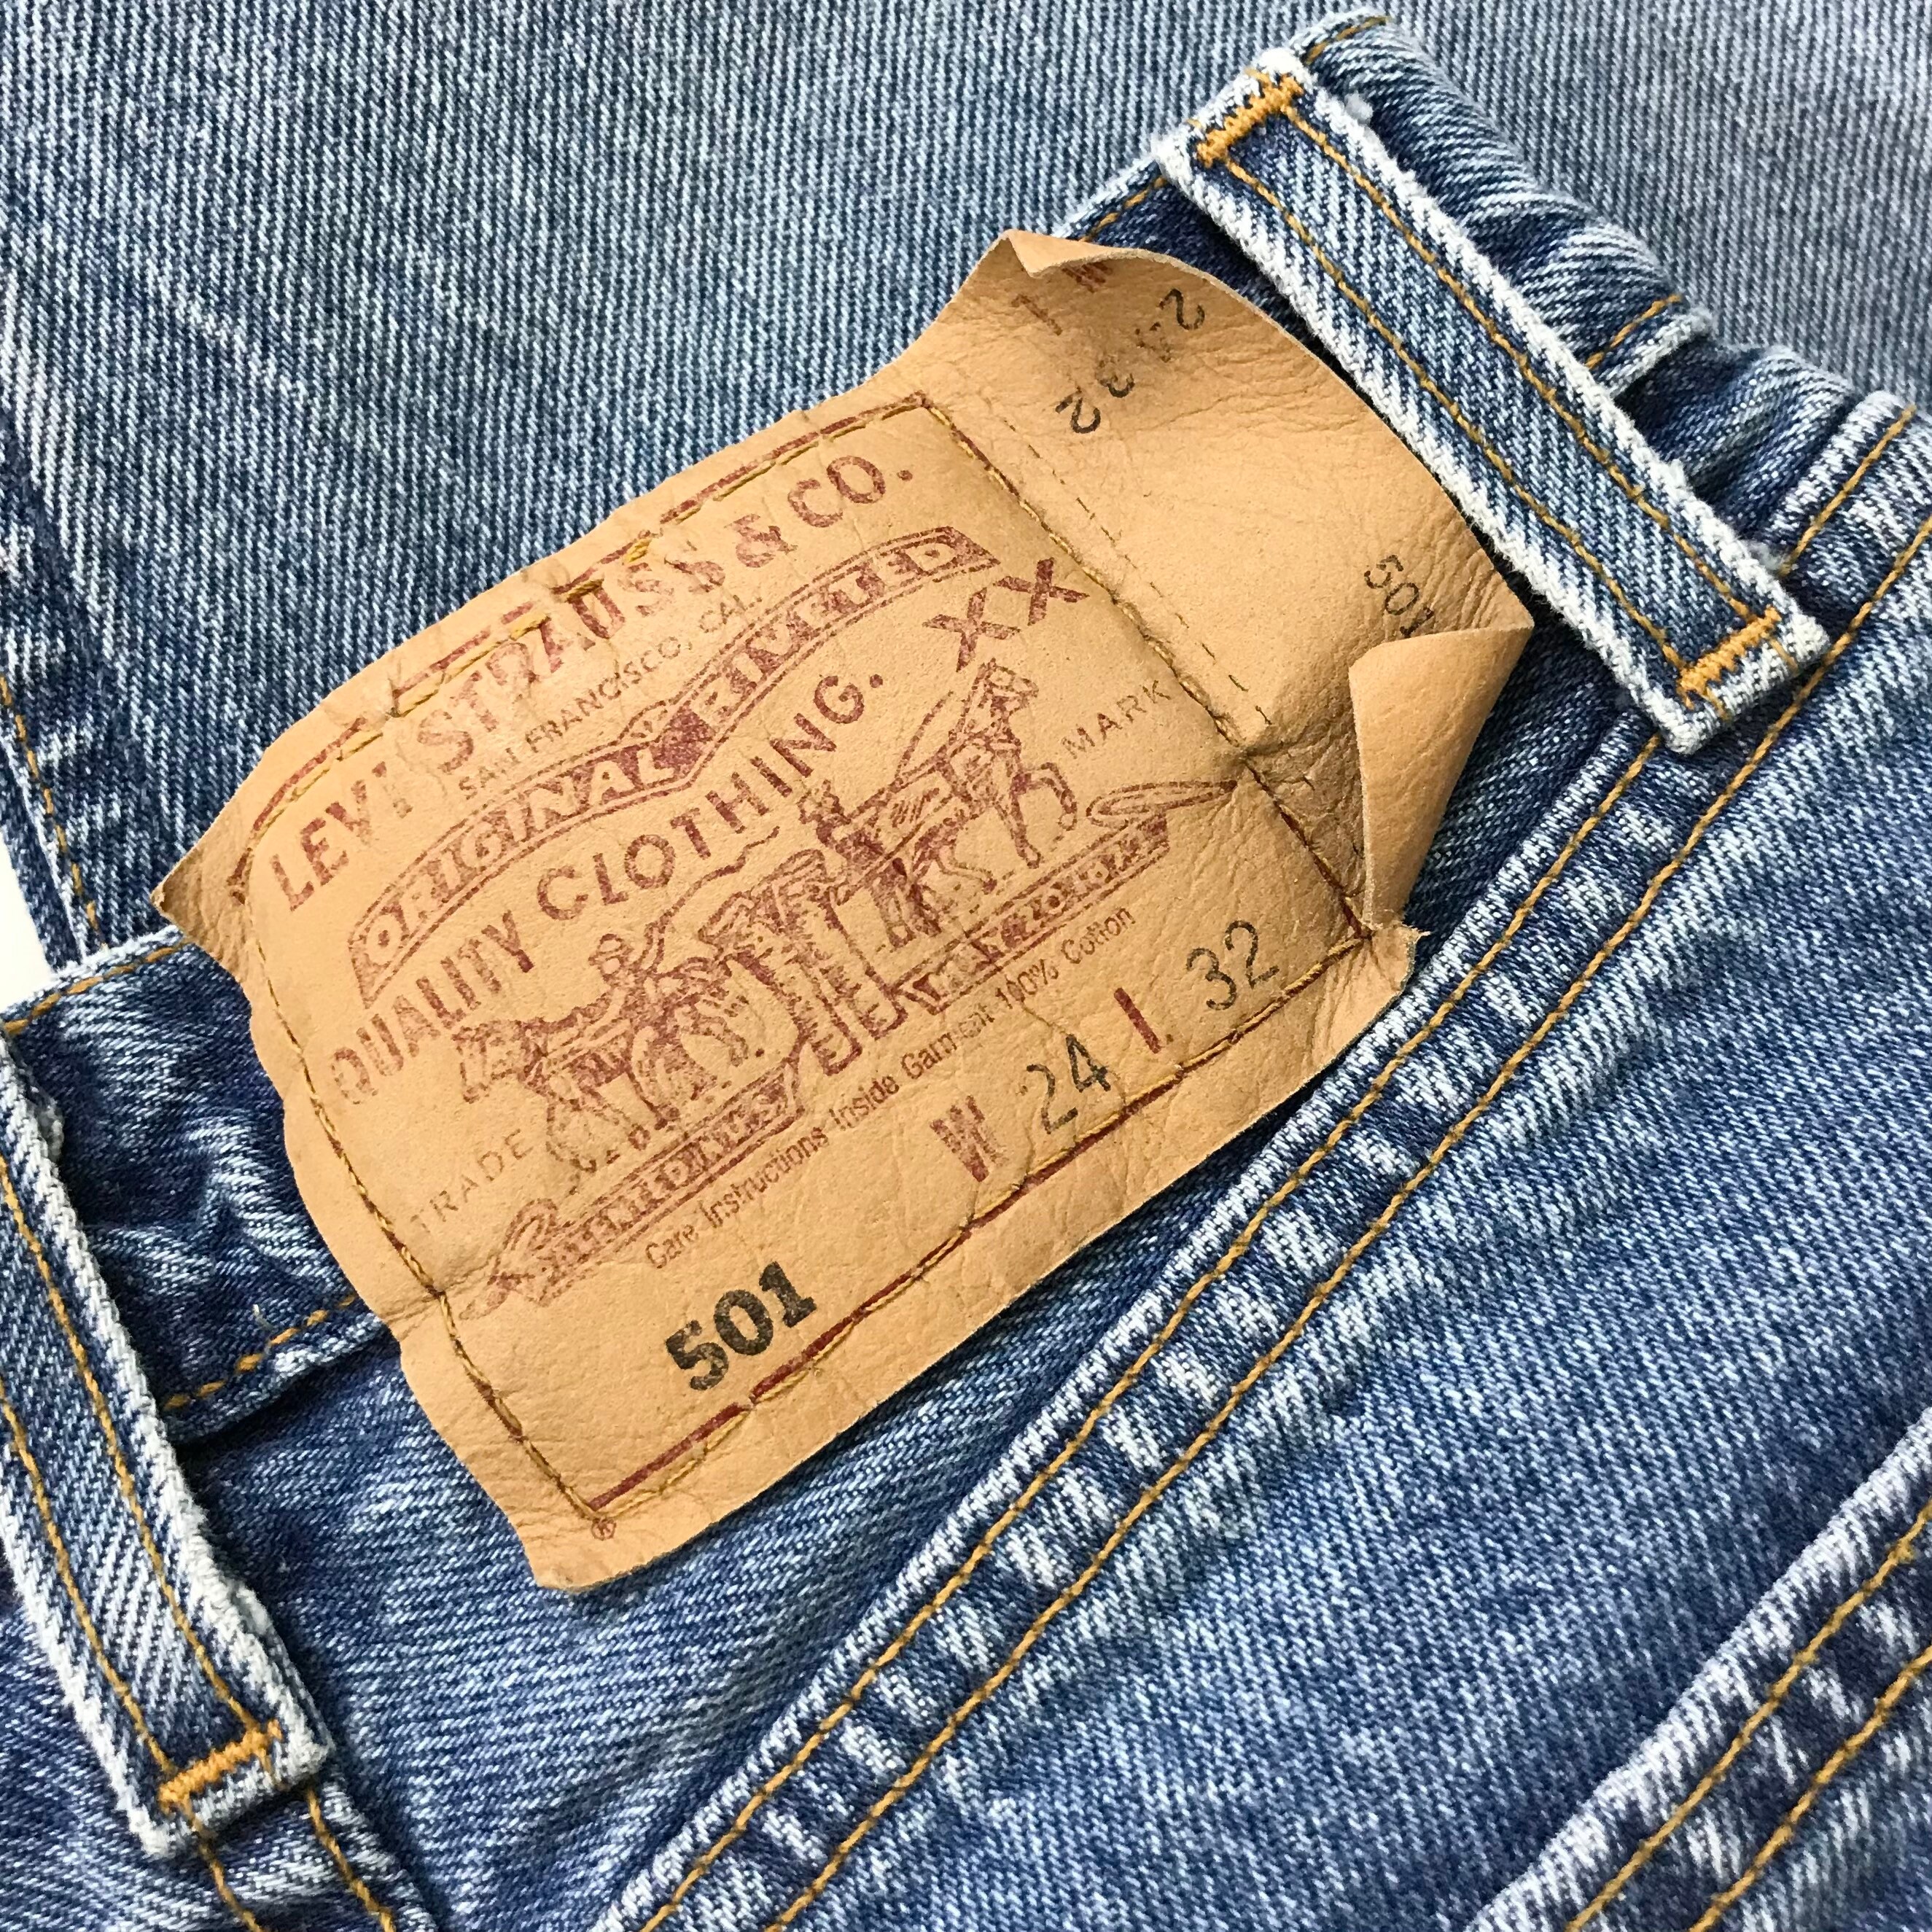 LEVI STRAUSS & CO.
SAN FRANCISCO, CAL.
ORIGINAL RIVETED
QUALITY CLOTHING. XX
TRADE MARK
Care Instructions Inside Garment 100% Cotton
W 24 L 32
501
®
W L
24 32
501